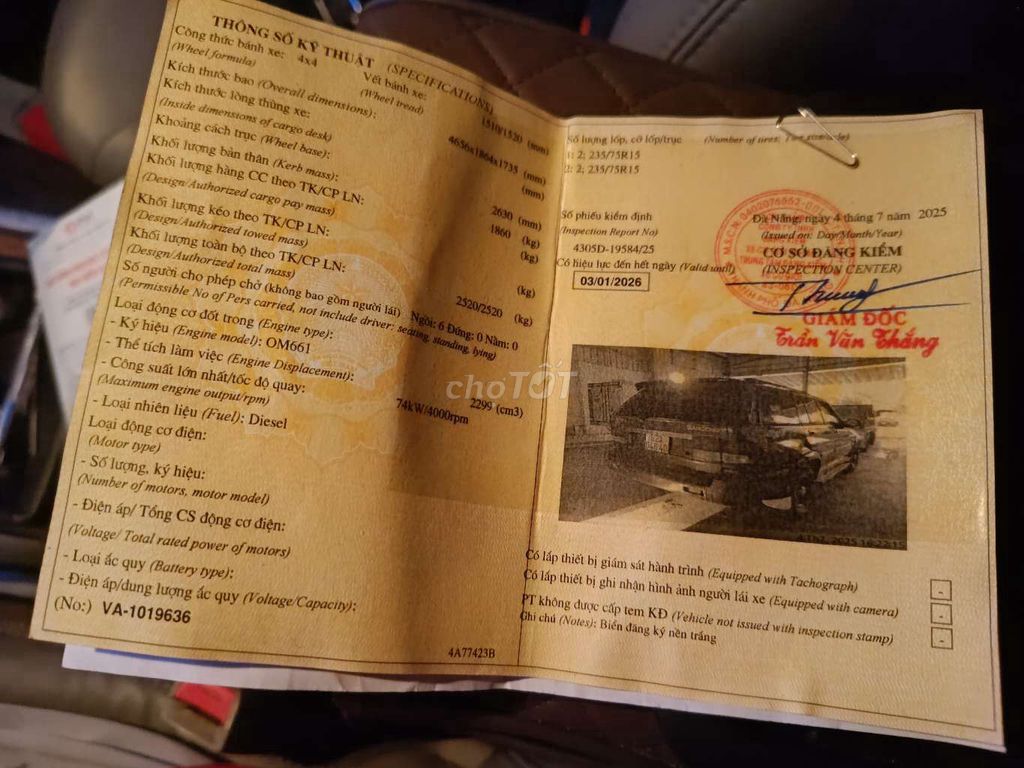 THÔNG SỐ KỸ THUẬT (SPECIFICATIONS)
Công thức bánh xe: 4x4 Vết bánh xe: 1510/1520 (mm)
(Wheel formula) (Wheel tread)
Kích thước bao (Overall dimensions): 4656x1864x1735 (mm)
Kích thước lòng thùng xe: (mm)
(Inside dimensions of cargo desk)
Khoảng cách trục (Wheel base): 2630 (mm)
Khối lượng bản thân (Kerb mass): 1860 (kg)
Khối lượng hàng CC theo TK/CP LN: (kg)
(Design/Authorized cargo pay mass)
Khối lượng kéo theo TK/CP LN: (kg)
(Design/Authorized towed mass)
Khối lượng toàn bộ theo TK/CP LN: 2520/2520 (kg)
(Design/Authorized total mass)
Số người cho phép chở (không bao gồm người lái) Ngồi: 6 Đứng: 0 Nằm: 0
(Permissible No of Pers carried, not include driver: seating, standing, lying)
Loại động cơ đốt trong (Engine type):
- Ký hiệu (Engine model): OM661
- Thể tích làm việc (Engine Displacement): 2299 (cm3)
- Công suất lớn nhất/tốc độ quay: 74kW/4000rpm
(Maximum engine output/rpm)
- Loại nhiên liệu (Fuel): Diesel
Loại động cơ điện:
(Motor type)
- Số lượng, ký hiệu:
(Number of motors, motor model)
- Điện áp/ Tổng CS động cơ điện:
(Voltage/ Total rated power of motors)
- Loại ắc quy (Battery type):
- Điện áp/dung lượng ắc quy (Voltage/Capacity):
(No:) VA-1019636
4A77423B
Số lượng lốp, cỡ lốp/trục (Number of tires; Tire size/axle)
1: 2; 235/75R15
2: 2; 235/75R15
Số phiếu kiểm định
(Inspection Report No)
4305D-19584/25
Có hiệu lực đến hết ngày (Valid until)
03/01/2026
Đà Nẵng, ngày 4 tháng 7 năm 2025
(Issued on: Day/Month/Year)
CƠ SỞ ĐĂNG KIỂM
(INSPECTION CENTER)
GIÁM ĐỐC
Trần Văn Thắng
Có lắp thiết bị giám sát hành trình (Equipped with Tachograph) -
Có lắp thiết bị ghi nhận hình ảnh người lái xe (Equipped with camera) -
PT không được cấp tem KĐ (Vehicle not issued with inspection stamp) -
Ghi chú (Notes): Biển đăng ký nền trắng
choTỐT